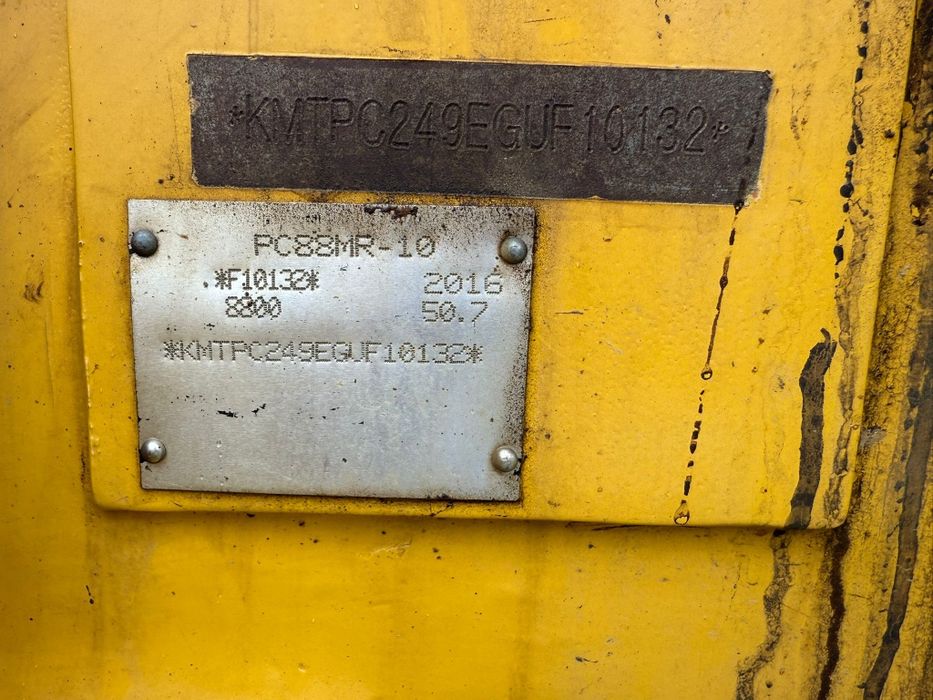 *KMTPC249EGUF10132*
PC88MR-10
*F10132* 2016
8800 50.7
*KMTPC249EGUF10132*